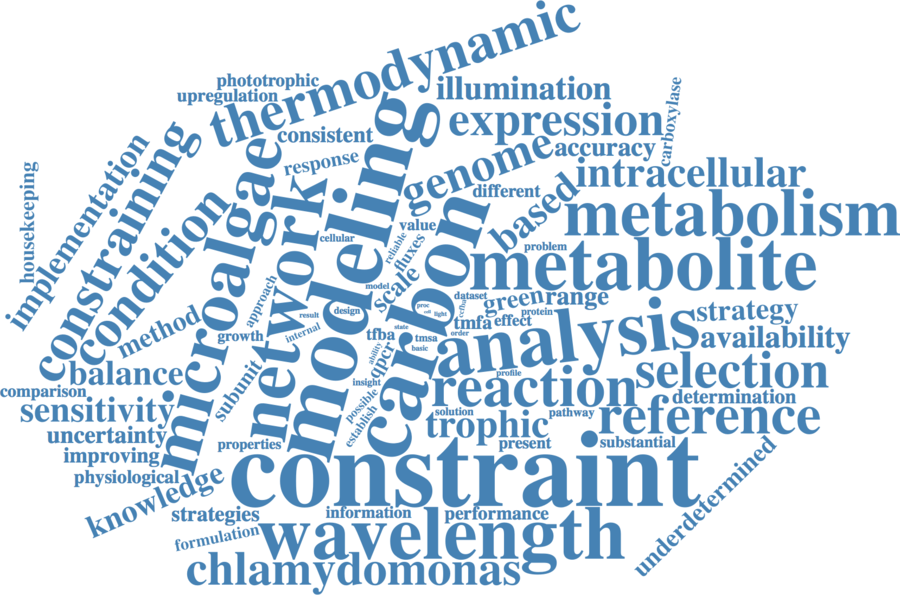 thermodynamic
phototrophic
upregulation
illumination
carboxylase
consistent
expression
accuracy
housekeeping
implementation
constraining
condition
microalgae
response
network
modeling
genome
different
based
intracellular
metabolism
metabolite
cellular
value
reliable
fluxes
scale
carbon
problem
model
approach
method
growth
result
internal
design
proc
cell
light
state
dataset
green
range
protein
tmfa
effect
order
strategy
availability
analysis
tfba
tmsa
basic
ability
qpcr
profile
insight
reaction
selection
determination
reference
balance
comparison
sensitivity
uncertainty
improving
physiological
knowledge
subunit
properties
possible
establish
solution
pathway
trophic
present
substantial
constraint
underdetermined
strategies
information
performance
formulation
wavelength
chlamydomonas